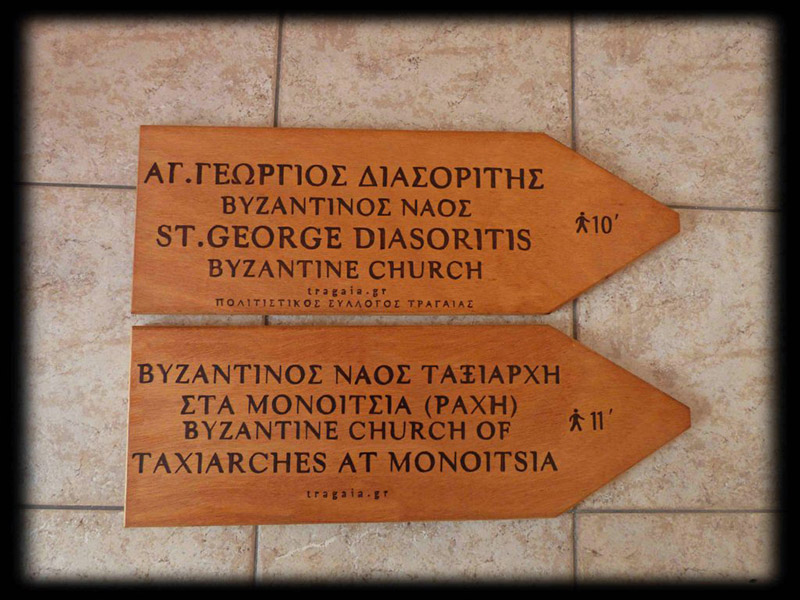 ΑΓ.ΓΕΩΡΓΙΟΣ ΔΙΑΣΟΡΙΤΗΣ
ΒΥΖΑΝΤΙΝΟΣ ΝΑΟΣ
ST.GEORGE DIASORITIS
BYZANTINE CHURCH
10'
tragaia.gr
ΠΟΛΙΤΙΣΤΙΚΟΣ ΣΥΛΛΟΓΟΣ ΤΡΑΓΑΙΑΣ
ΒΥΖΑΝΤΙΝΟΣ ΝΑΟΣ ΤΑΞΙΑΡΧΗ
ΣΤΑ ΜΟΝΟΙΤΣΙΑ (ΡΑΧΗ)
BYZANTINE CHURCH OF
TAXIARCHES AT MONOITSIA
11'
tragaia.gr